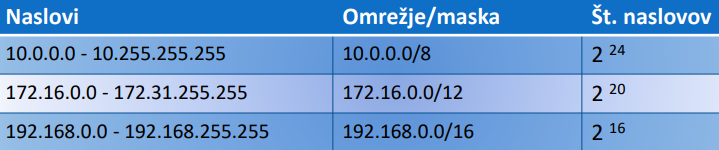 Naslovi Omrežje/maska Št. naslovov
10.0.0.0 - 10.255.255.255 10.0.0.0/8 2 24
172.16.0.0 - 172.31.255.255 172.16.0.0/12 2 20
192.168.0.0 - 192.168.255.255 192.168.0.0/16 2 16